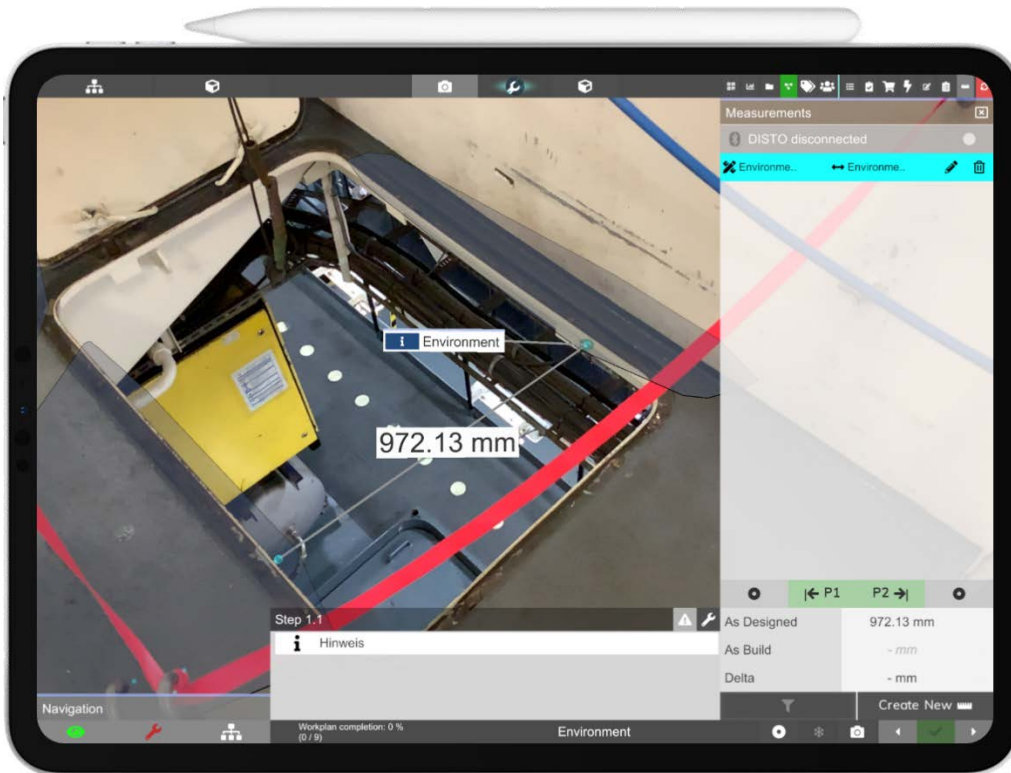 Measurements
DISTO disconnected
Environme.. Environme..
i Environment
972.13 mm
P1 P2
Step 1.1
i Hinweis
As Designed 972.13 mm
As Build - mm
Delta - mm
Create New
Navigation
Workplan completion: 0 %
(0 / 9)
Environment